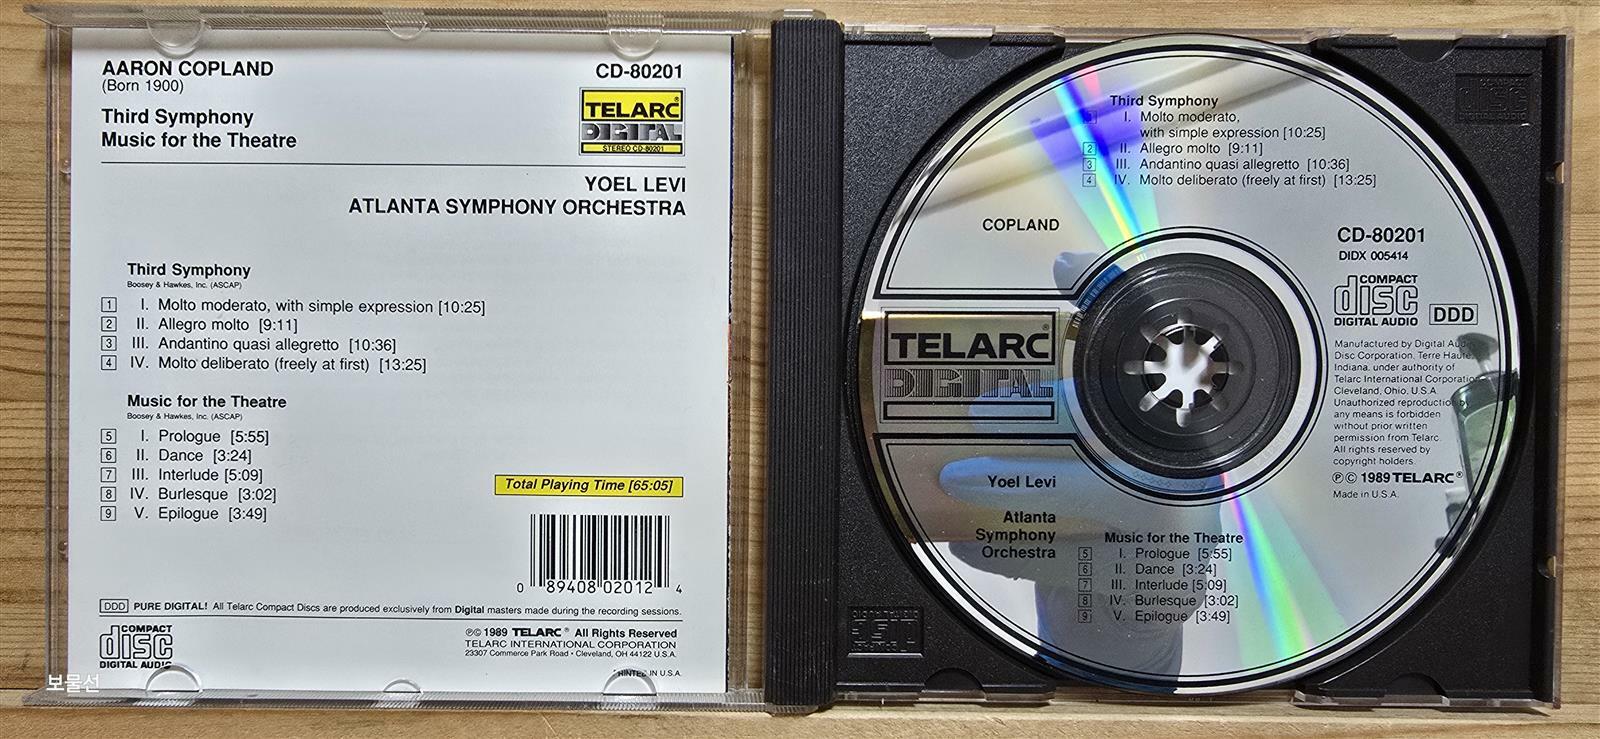 AARON COPLAND
(Born 1900)
Third Symphony
Music for the Theatre
CD-80201
TELARC®
DIGITAL
STEREO CD-80201
YOEL LEVI
ATLANTA SYMPHONY ORCHESTRA
Third Symphony
Boosey & Hawkes, Inc. (ASCAP)
1 I. Molto moderato, with simple expression [10:25]
2 II. Allegro molto [9:11]
3 III. Andantino quasi allegretto [10:36]
4 IV. Molto deliberato (freely at first) [13:25]
Music for the Theatre
Boosey & Hawkes, Inc. (ASCAP)
5 I. Prologue [5:55]
6 II. Dance [3:24]
7 III. Interlude [5:09]
8 IV. Burlesque [3:02]
9 V. Epilogue [3:49]
Total Playing Time [65:05]
0 89408 02012 4
DDD PURE DIGITAL! All Telarc Compact Discs are produced exclusively from Digital masters made during the recording sessions.
COMPACT
disc
DIGITAL AUDIO
℗© 1989 TELARC® All Rights Reserved
TELARC INTERNATIONAL CORPORATION
23307 Commerce Park Road • Cleveland, OH 44122 U.S.A.
PRINTED IN U.S.A.
보물선
Third Symphony
1 I. Molto moderato,
with simple expression [10:25]
2 II. Allegro molto [9:11]
3 III. Andantino quasi allegretto [10:36]
4 IV. Molto deliberato (freely at first) [13:25]
COPLAND
CD-80201
DIDX 005414
COMPACT
disc
DIGITAL AUDIO
DDD
TELARC®
DIGITAL
Manufactured by Digital Audio
Disc Corporation, Terre Haute,
Indiana, under authority of
Telarc International Corporation,
Cleveland, Ohio, U.S.A.
Unauthorized reproduction by
any means is forbidden
without prior written
permission from Telarc.
All rights reserved by
copyright holders.
℗© 1989 TELARC®
Made in U.S.A.
Yoel Levi
Atlanta
Symphony
Orchestra
Music for the Theatre
5 I. Prologue [5:55]
6 II. Dance [3:24]
7 III. Interlude [5:09]
8 IV. Burlesque [3:02]
9 V. Epilogue [3:49]
COMPACT
disc
DIGITAL AUDIO